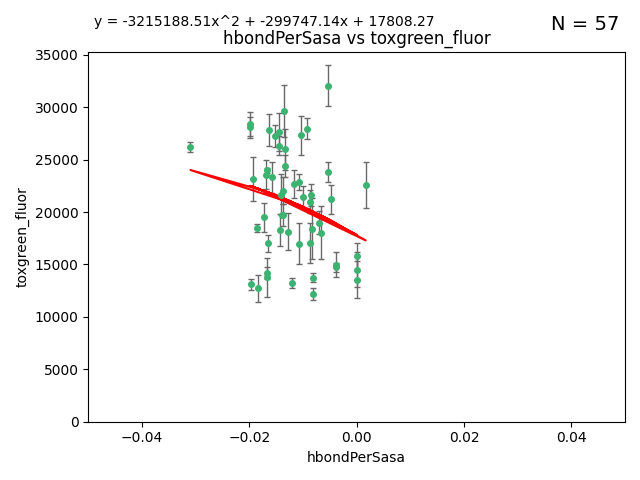 y = -3215188.51x^2 + -299747.14x + 17808.27
N = 57
hbondPerSasa vs toxgreen_fluor
35000
30000
25000
20000
15000
10000
5000
0
toxgreen_fluor
−0.04
−0.02
0.00
0.02
0.04
hbondPerSasa